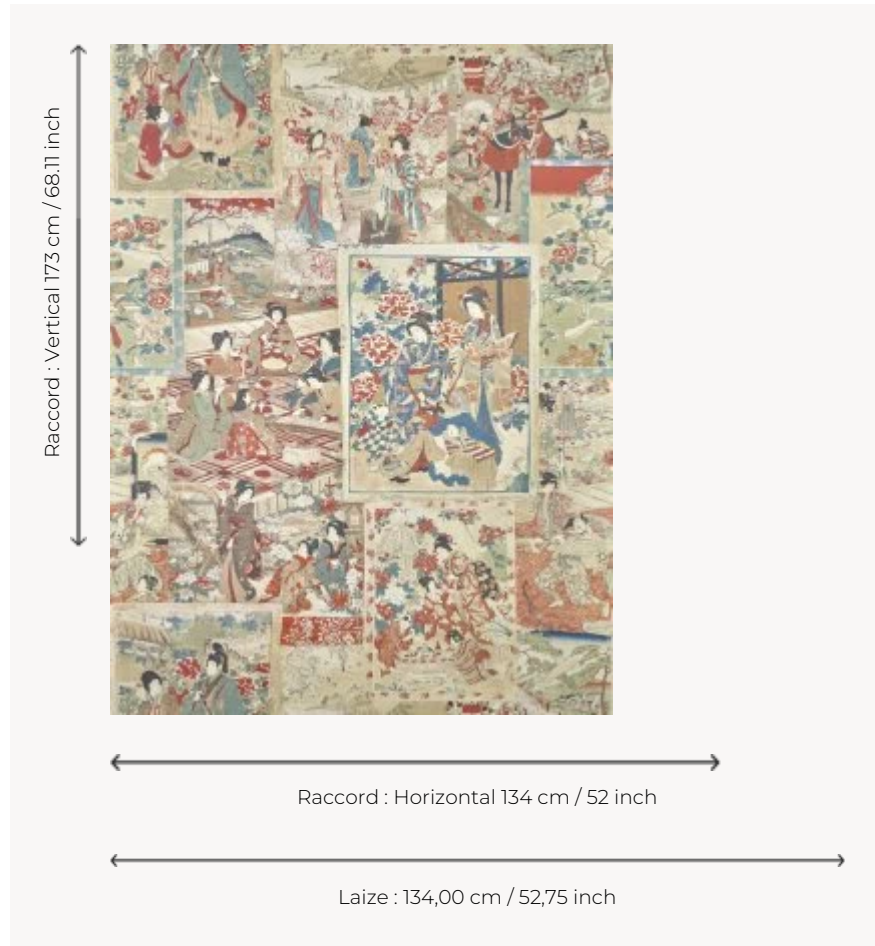 Raccord : Vertical 173 cm / 68.11 inch
Raccord : Horizontal 134 cm / 52 inch
Laize : 134,00 cm / 52,75 inch